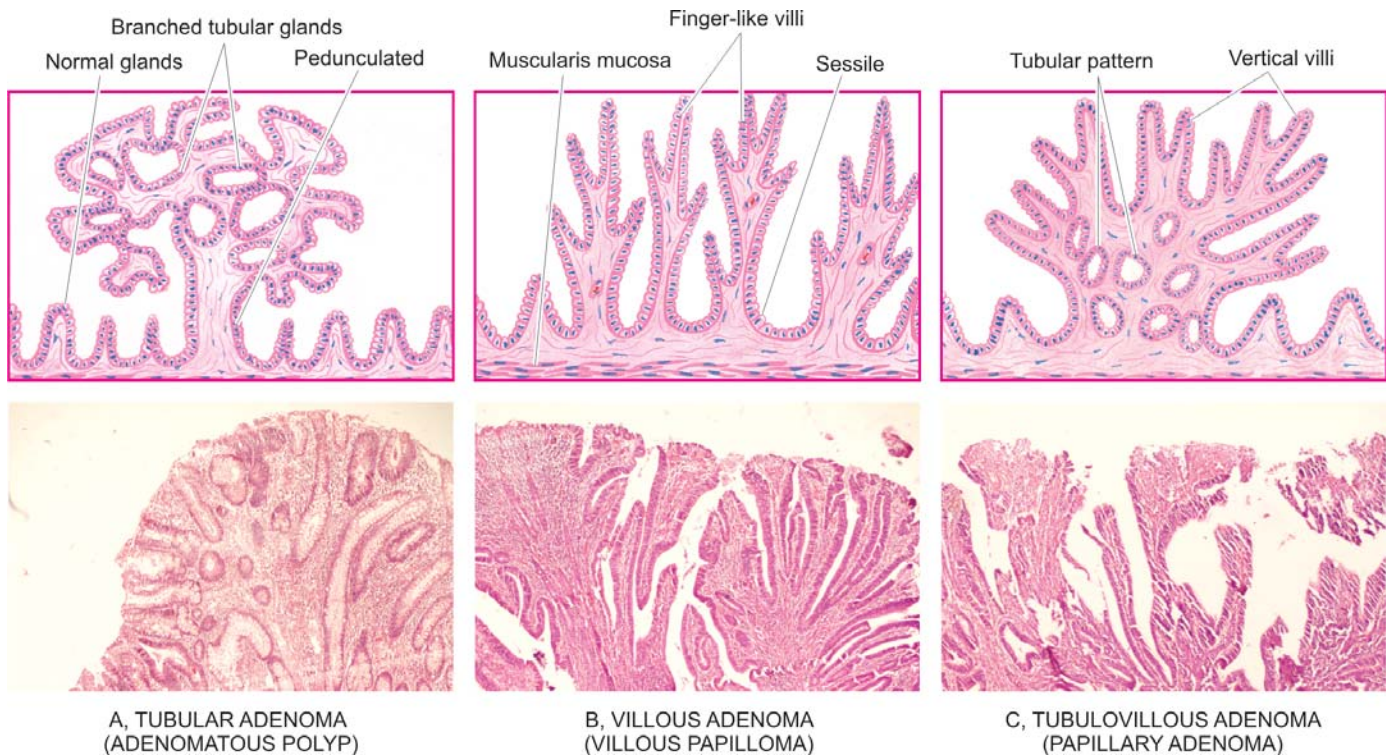 Branched tubular glands
Normal glands
Pedunculated
Finger-like villi
Muscularis mucosa
Sessile
Tubular pattern
Vertical villi
A, TUBULAR ADENOMA
(ADENOMATOUS POLYP)
B, VILLOUS ADENOMA
(VILLOUS PAPILLOMA)
C, TUBULOVILLOUS ADENOMA
(PAPILLARY ADENOMA)